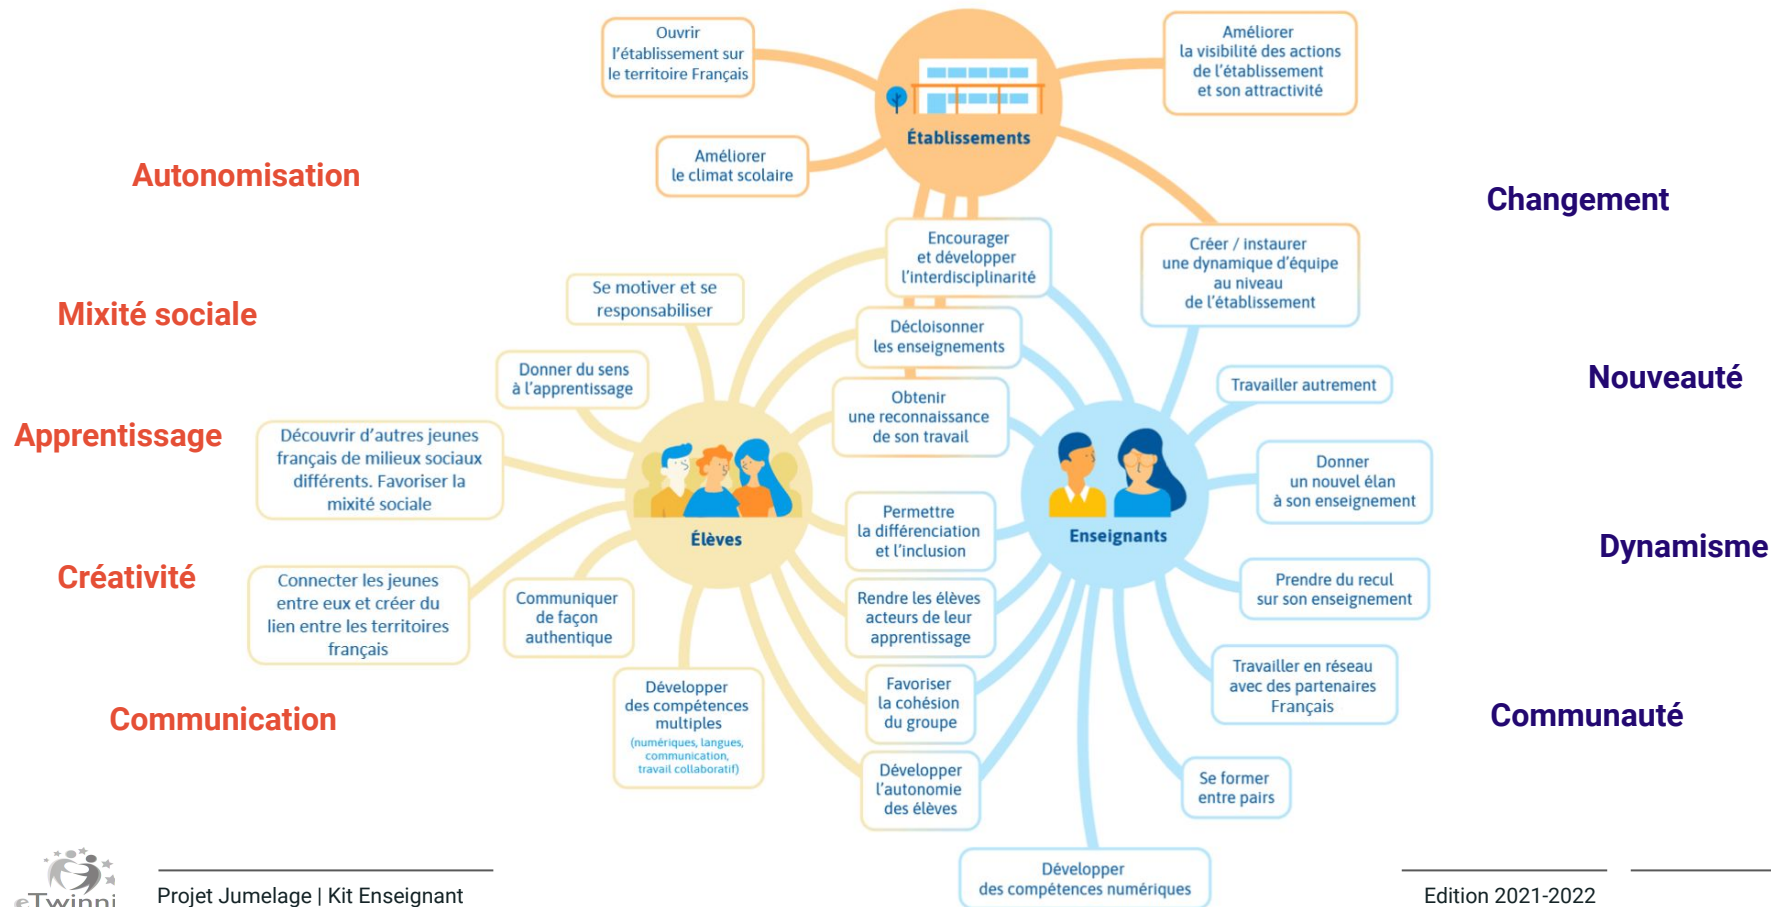 Ouvrir
l'établissement sur
le territoire Français
Améliorer
la visibilité des actions
de l'établissement
et son attractivité
Établissements
Améliorer
le climat scolaire
Autonomisation
Changement
Encourager
et développer
l'interdisciplinarité
Créer / instaurer
une dynamique d'équipe
au niveau
de l'établissement
Se motiver et se
responsabiliser
Mixité sociale
Décloisonner
les enseignements
Donner du sens
à l'apprentissage
Travailler autrement
Nouveauté
Obtenir
une reconnaissance
de son travail
Apprentissage
Découvrir d'autres jeunes
français de milieux sociaux
différents. Favoriser la
mixité sociale
Donner
un nouvel élan
à son enseignement
Élèves
Permettre
la différenciation
et l'inclusion
Enseignants
Dynamisme
Créativité
Connecter les jeunes
entre eux et créer du
lien entre les territoires
français
Communiquer
de façon
authentique
Rendre les élèves
acteurs de leur
apprentissage
Prendre du recul
sur son enseignement
Développer
des compétences
multiples
(numériques, langues,
communication,
travail collaboratif)
Favoriser
la cohésion
du groupe
Travailler en réseau
avec des partenaires
Français
Communication
Communauté
Développer
l'autonomie
des élèves
Se former
entre pairs
Développer
des compétences numériques
eTwinni
Projet Jumelage | Kit Enseignant
Edition 2021-2022